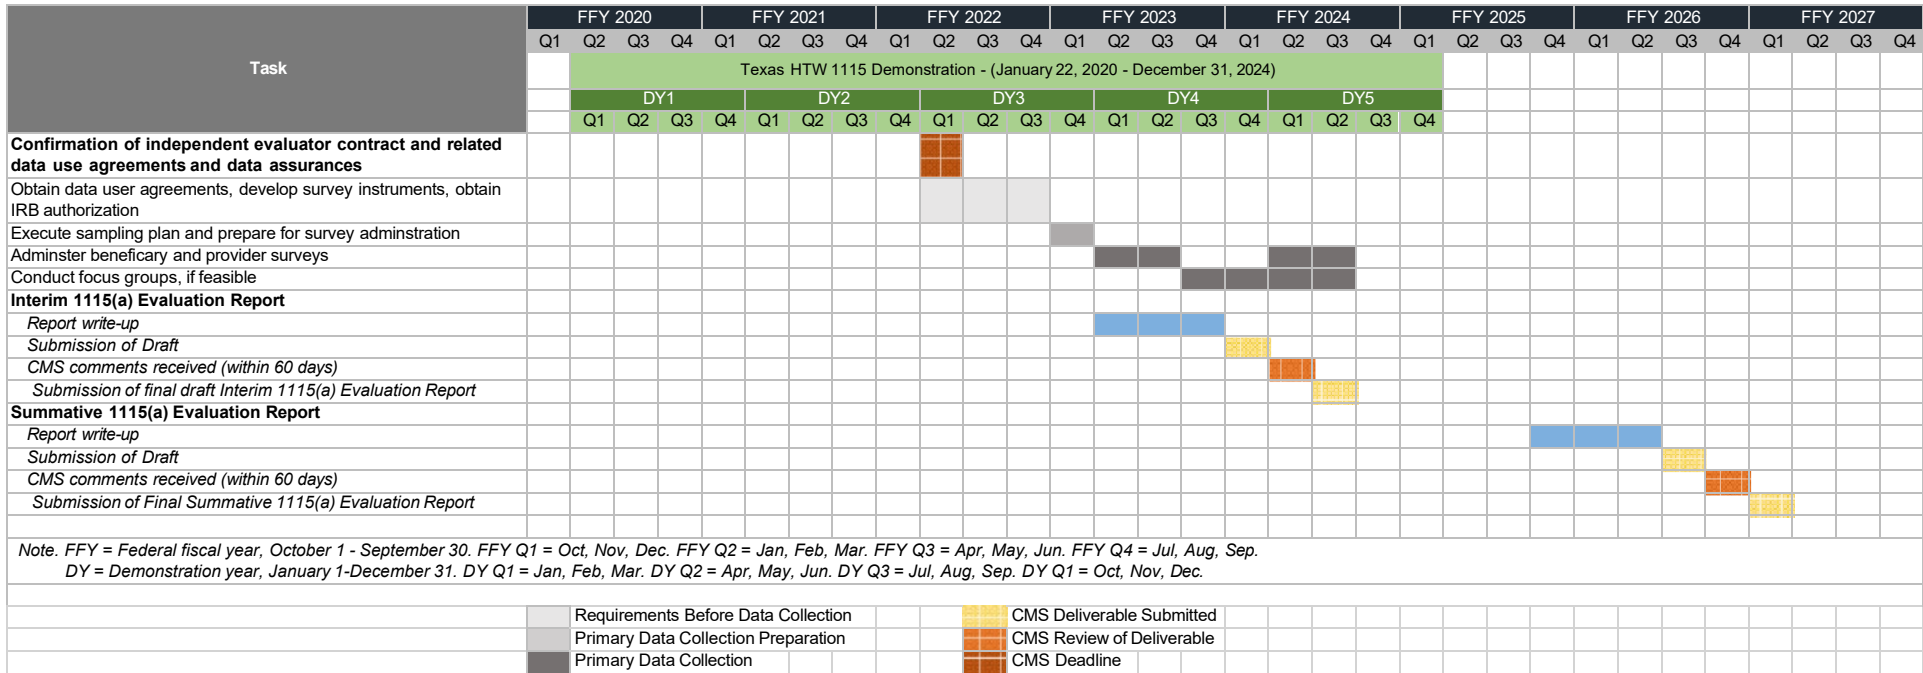 FFY 2020 FFY 2021 FFY 2022 FFY 2023 FFY 2024 FFY 2025 FFY 2026 FFY 2027
Q1 Q2 Q3 Q4 Q1 Q2 Q3 Q4 Q1 Q2 Q3 Q4 Q1 Q2 Q3 Q4 Q1 Q2 Q3 Q4 Q1 Q2 Q3 Q4 Q1 Q2 Q3 Q4 Q1 Q2 Q3 Q4
Task
Texas HTW 1115 Demonstration - (January 22, 2020 - December 31, 2024)
DY1 DY2 DY3 DY4 DY5
Q1 Q2 Q3 Q4 Q1 Q2 Q3 Q4 Q1 Q2 Q3 Q4 Q1 Q2 Q3 Q4 Q1 Q2 Q3 Q4
Confirmation of independent evaluator contract and related
data use agreements and data assurances
Obtain data user agreements, develop survey instruments, obtain
IRB authorization
Execute sampling plan and prepare for survey adminstration
Adminster beneficary and provider surveys
Conduct focus groups, if feasible
Interim 1115(a) Evaluation Report
Report write-up
Submission of Draft
CMS comments received (within 60 days)
Submission of final draft Interim 1115(a) Evaluation Report
Summative 1115(a) Evaluation Report
Report write-up
Submission of Draft
CMS comments received (within 60 days)
Submission of Final Summative 1115(a) Evaluation Report
Note. FFY = Federal fiscal year, October 1 - September 30. FFY Q1 = Oct, Nov, Dec. FFY Q2 = Jan, Feb, Mar. FFY Q3 = Apr, May, Jun. FFY Q4 = Jul, Aug, Sep.
DY = Demonstration year, January 1-December 31. DY Q1 = Jan, Feb, Mar. DY Q2 = Apr, May, Jun. DY Q3 = Jul, Aug, Sep. DY Q1 = Oct, Nov, Dec.
Requirements Before Data Collection CMS Deliverable Submitted
Primary Data Collection Preparation CMS Review of Deliverable
Primary Data Collection CMS Deadline